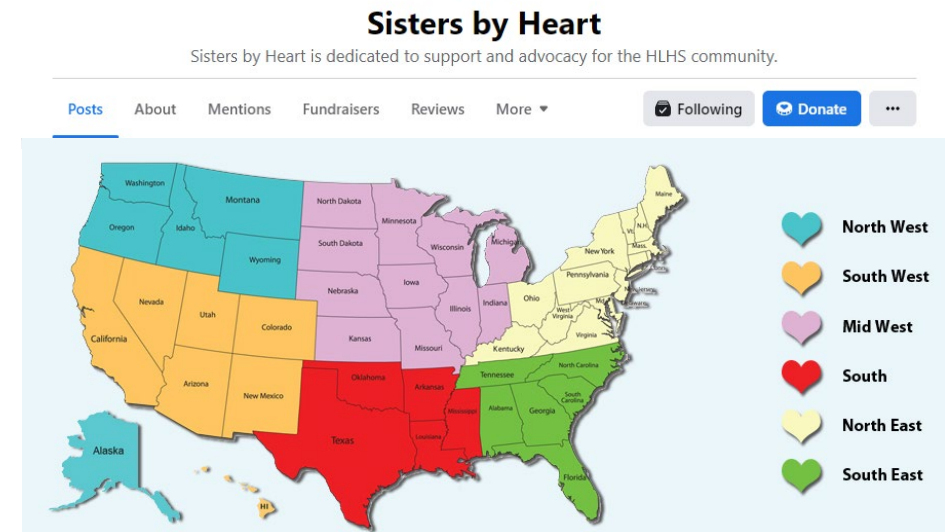 Sisters by Heart
Sisters by Heart is dedicated to support and advocacy for the HLHS community.
Posts About Mentions Fundraisers Reviews More Following Donate
Washington
Montana
North Dakota
Minnesota
Maine
Oregon
Idaho
Wyoming
South Dakota
Wisconsin
Michigan
New York
Vt.
N.H.
Mass.
North West
Nevada
Utah
Colorado
Nebraska
Iowa
Illinois
Indiana
Ohio
Pennsylvania
West
Virginia
Md.
Virginia
South West
California
Kansas
Missouri
Kentucky
Mid West
Arizona
New Mexico
Oklahoma
Arkansas
Tennessee
North Carolina
South
Carolina
South
Texas
Louisiana
Mississippi
Alabama
Georgia
Florida
North East
Alaska
HI
South East